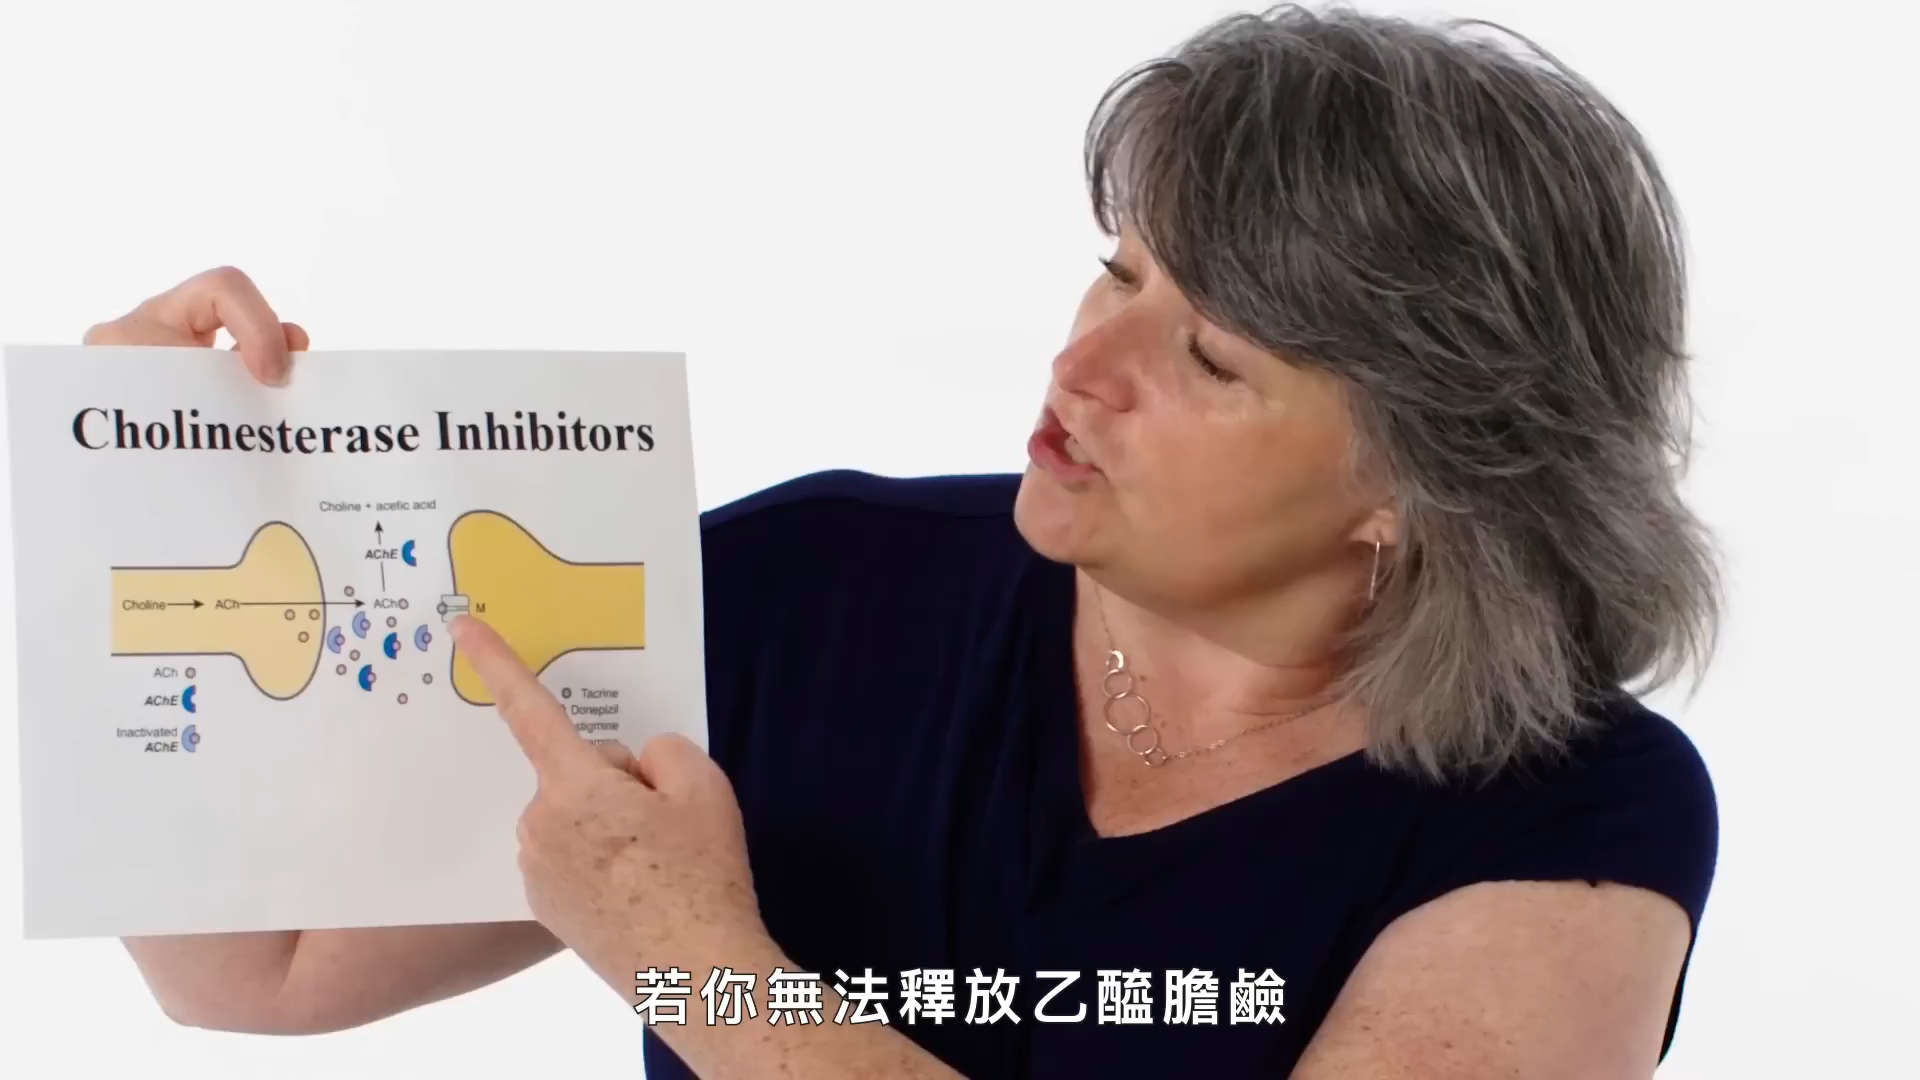 Cholinesterase Inhibitors
Choline + acetic acid
AChE
Choline
ACh
ACh
M
ACh
AChE
Inactivated
AChE
Tacrine
Donepizil
若你無法釋放乙醯膽鹼